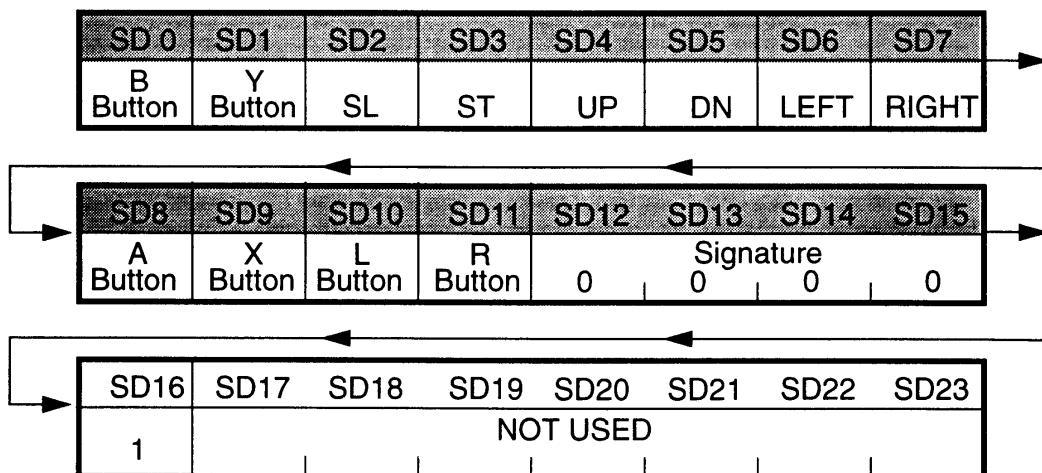 SD 0 SD1 SD2 SD3 SD4 SD5 SD6 SD7
B Button Y Button SL ST UP DN LEFT RIGHT
SD8 SD9 SD10 SD11 SD12 SD13 SD14 SD15
A Button X Button L Button R Button Signature
0 0 0 0
SD16 SD17 SD18 SD19 SD20 SD21 SD22 SD23
1 NOT USED